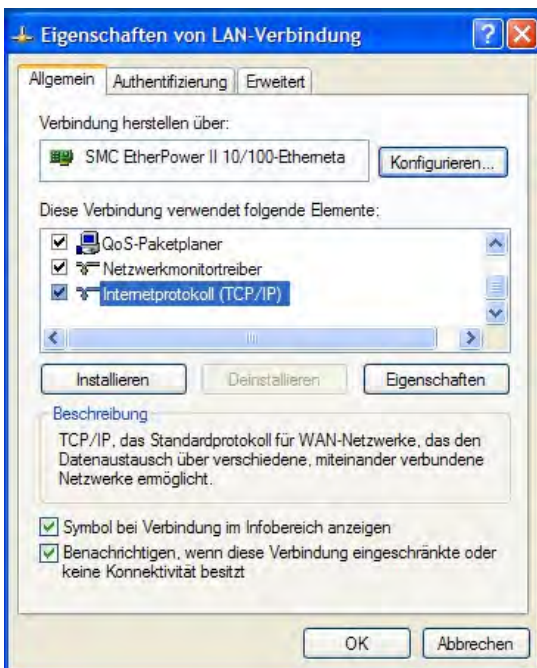 Eigenschaften von LAN-Verbindung
Allgemein Authentifizierung Erweitert
Verbindung herstellen über:
SMC EtherPower II 10/100-Etherneta
Konfigurieren...
Diese Verbindung verwendet folgende Elemente:
QoS-Paketplaner
Netzwerkmonitortreiber
Internetprotokoll (TCP/IP)
Installieren Deinstallieren Eigenschaften
Beschreibung
TCP/IP, das Standardprotokoll für WAN-Netzwerke, das den
Datenaustausch über verschiedene, miteinander verbundene
Netzwerke ermöglicht.
Symbol bei Verbindung im Infobereich anzeigen
Benachrichtigen, wenn diese Verbindung eingeschränkte oder
keine Konnektivität besitzt
OK Abbrechen